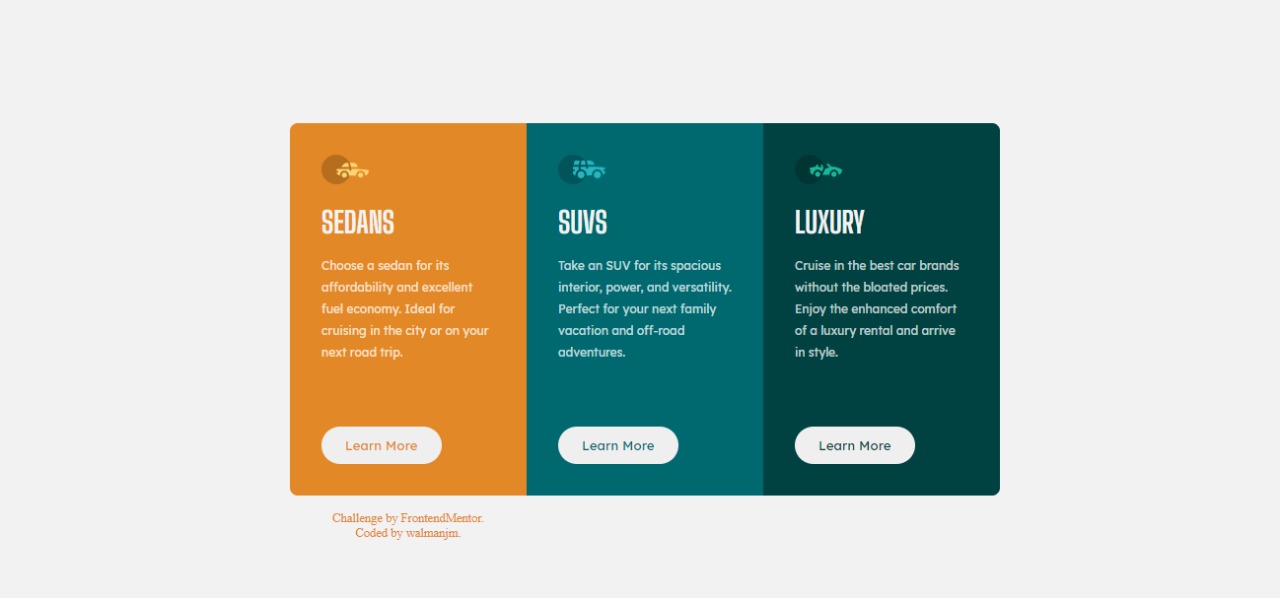 SEDANS
Choose a sedan for its
affordability and excellent
fuel economy. Ideal for
cruising in the city or on your
next road trip.
Learn More
SUVS
Take an SUV for its spacious
interior, power, and versatility.
Perfect for your next family
vacation and off-road
adventures.
Learn More
LUXURY
Cruise in the best car brands
without the bloated prices.
Enjoy the enhanced comfort
of a luxury rental and arrive
in style.
Learn More
Challenge by FrontendMentor.
Coded by walmanjm.